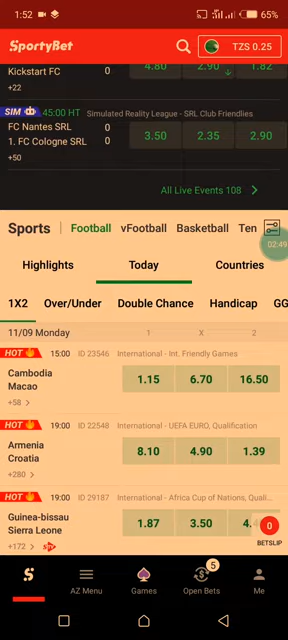 1:52
65%
SportyBet
TZS 0.25
Kickstart FC 0
4.80 2.90 1.82
+22
SIM 45:00 HT Simulated Reality League - SRL Club Friendlies
FC Nantes SRL 0
1. FC Cologne SRL 0
3.50 2.35 2.90
+50
All Live Events 108 >
Sports Football vFootball Basketball Ten
02:49
Highlights Today Countries
1X2 Over/Under Double Chance Handicap GG
11/09 Monday 1 X 2
HOT 15:00 ID 23546 International - Int. Friendly Games
Cambodia
Macao
1.15 6.70 16.50
+58 >
HOT 19:00 ID 22548 International - UEFA EURO, Qualification
Armenia
Croatia
8.10 4.90 1.39
+280 >
HOT 19:00 ID 29187 International - Africa Cup of Nations, Quali...
Guinea-bissau
Sierra Leone
1.87 3.50
+172 >
0
BETSLIP
5
AZ Menu Games Open Bets Me